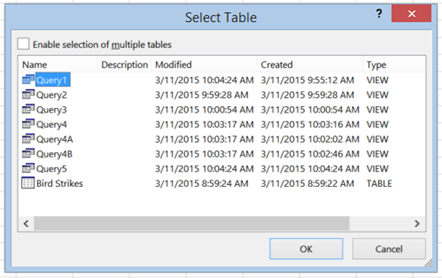 Select Table
?
Enable selection of multiple tables
Name Description Modified Created Type
Query1 3/11/2015 10:04:24 AM 3/11/2015 9:55:12 AM VIEW
Query2 3/11/2015 9:59:28 AM 3/11/2015 9:59:28 AM VIEW
Query3 3/11/2015 10:00:54 AM 3/11/2015 10:00:54 AM VIEW
Query4 3/11/2015 10:03:17 AM 3/11/2015 10:03:16 AM VIEW
Query4A 3/11/2015 10:03:17 AM 3/11/2015 10:02:02 AM VIEW
Query4B 3/11/2015 10:03:17 AM 3/11/2015 10:02:46 AM VIEW
Query5 3/11/2015 10:04:24 AM 3/11/2015 10:04:24 AM VIEW
Bird Strikes 3/11/2015 8:59:24 AM 3/11/2015 8:59:22 AM TABLE
OK Cancel